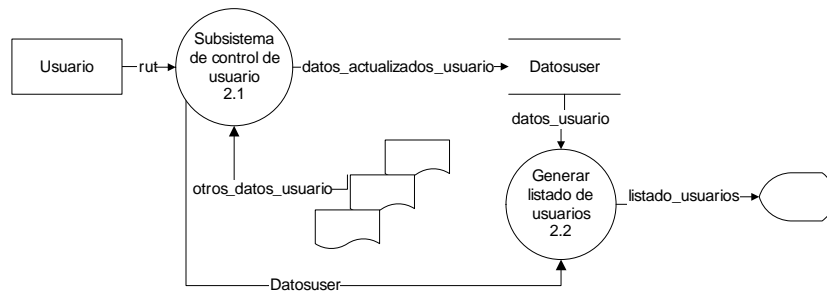 Usuario
rut
Subsistema
de control de
usuario
2.1
datos_actualizados_usuario
Datosuser
datos_usuario
otros_datos_usuario
Generar
listado de
usuarios
2.2
listado_usuarios
Datosuser